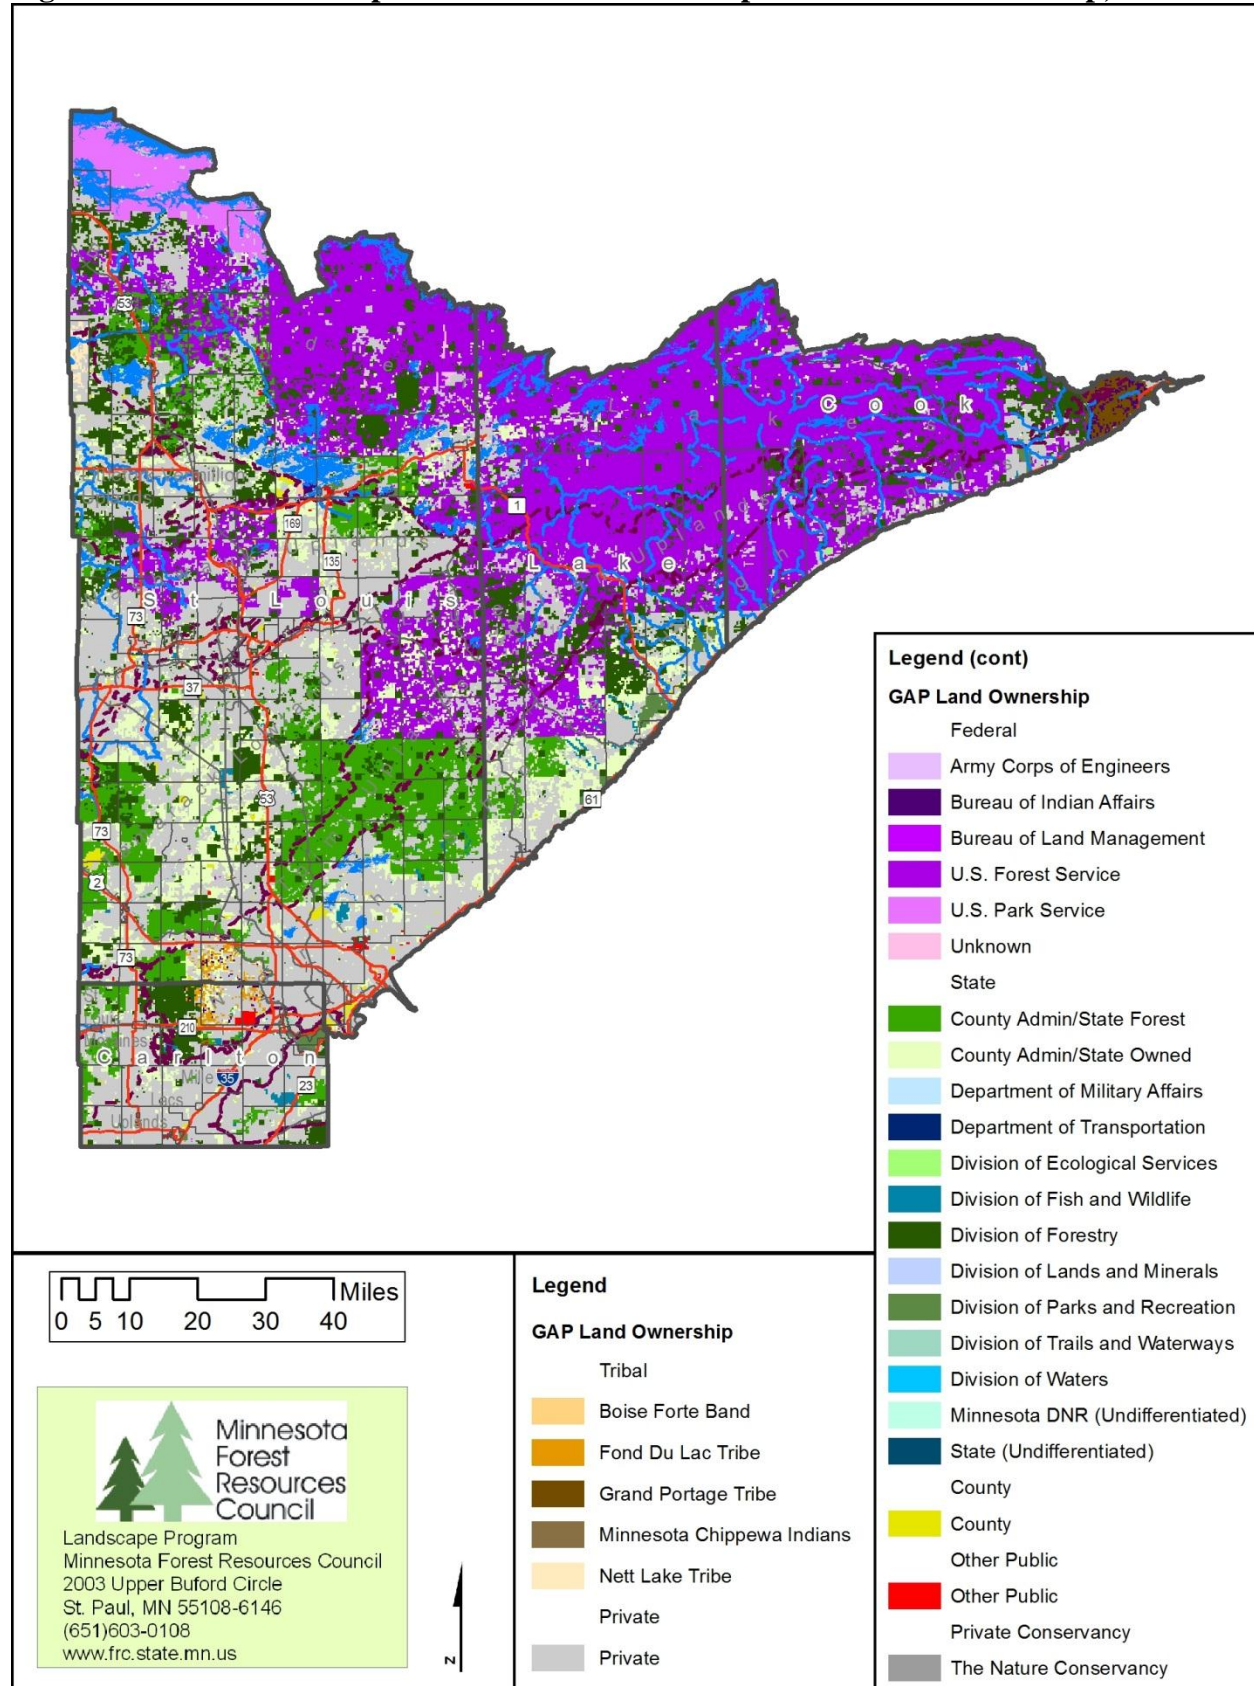 53
Cook
169
135
1
Lake
St Louis
73
37
53
61
73
2
73
210
Carlton
Mille
35
Lacs
23
Uplands
Legend (cont)
GAP Land Ownership
Federal
Army Corps of Engineers
Bureau of Indian Affairs
Bureau of Land Management
U.S. Forest Service
U.S. Park Service
Unknown
State
County Admin/State Forest
County Admin/State Owned
Department of Military Affairs
Department of Transportation
Division of Ecological Services
Division of Fish and Wildlife
Division of Forestry
Division of Lands and Minerals
Division of Parks and Recreation
Division of Trails and Waterways
Division of Waters
Minnesota DNR (Undifferentiated)
State (Undifferentiated)
County
County
Other Public
Other Public
Private Conservancy
The Nature Conservancy
Miles
0 5 10 20 30 40
Minnesota
Forest
Resources
Council
Landscape Program
Minnesota Forest Resources Council
2003 Upper Buford Circle
St. Paul, MN 55108-6146
(651)603-0108
www.frc.state.mn.us
N
Legend
GAP Land Ownership
Tribal
Boise Forte Band
Fond Du Lac Tribe
Grand Portage Tribe
Minnesota Chippewa Indians
Nett Lake Tribe
Private
Private